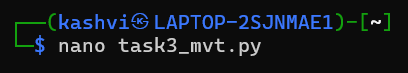 ┌──(kashvi㉿LAPTOP-2SJNMAE1)-[~]
└─$ nano task3_mvt.py